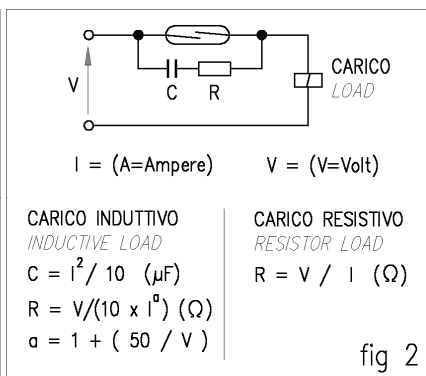 V
C R
CARICO
LOAD
I = (A=Ampere) V = (V=Volt)
CARICO INDUTTIVO
INDUCTIVE LOAD
C = I²/ 10 (µF)
R = V/(10 x Iᵃ) (Ω)
a = 1 + ( 50 / V )
CARICO RESISTIVO
RESISTOR LOAD
R = V / I (Ω)
fig 2